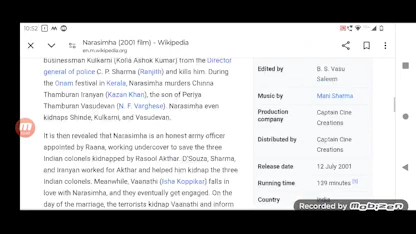 10:52
Narasimha (2001 film) - Wikipedia
en.m.wikipedia.org
businessman Kulkarni (Kolla Ashok Kumar) from the Director
general of police C. P. Sharma (Ranjith) and kills him. During
the Onam festival in Kerala, Narasimha murders Chinna
Thamburan Iranyan (Kazan Khan), the son of Periya
Thamburan Vasudevan (N. F. Varghese). Narasimha even
kidnaps Shinde, Kulkarni, and Vasudevan.
It is then revealed that Narasimha is an honest army officer
appointed by Raana, working undercover to save the three
Indian colonels kidnapped by Rasool Akthar. D'Souza, Sharma,
and Iranyan worked for Akthar and helped him kidnap the three
Indian colonels. Meanwhile, Vaanathi (Isha Koppikar) falls
in love with Narasimha, and they eventually get engaged. On
the day of the marriage, the terrorists kidnap Vaanathi and inform
Edited by B. S. Vasu
Saleem
Music by Mani Sharma
Production
company
Captain Cine
Creations
Distributed by Captain Cine
Creations
Release date 12 July 2001
Running time 139 minutes
Country India
Recorded by MOBIZEN